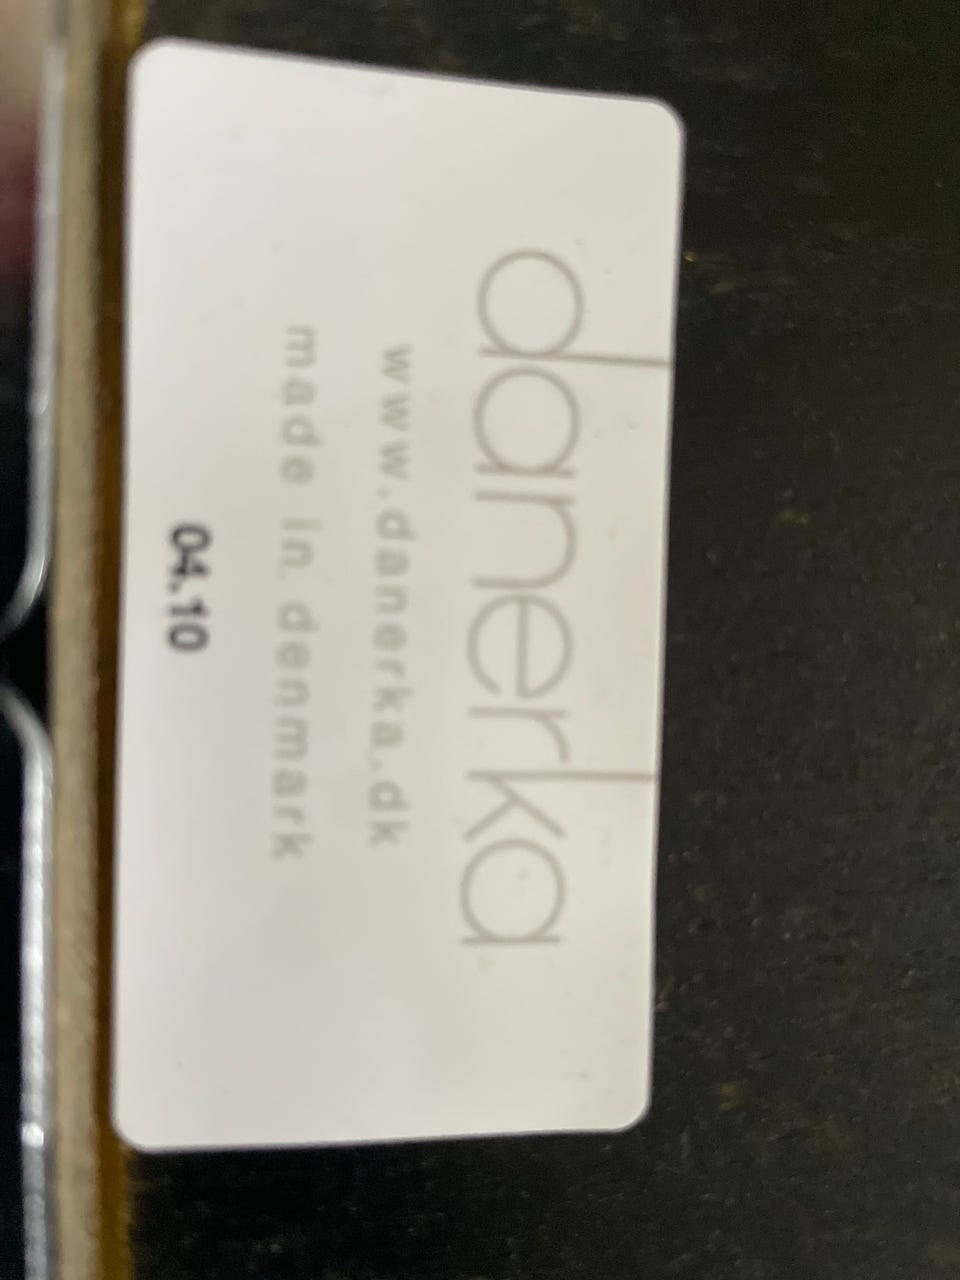 danerka
www.danerka.dk
made in denmark
04.10